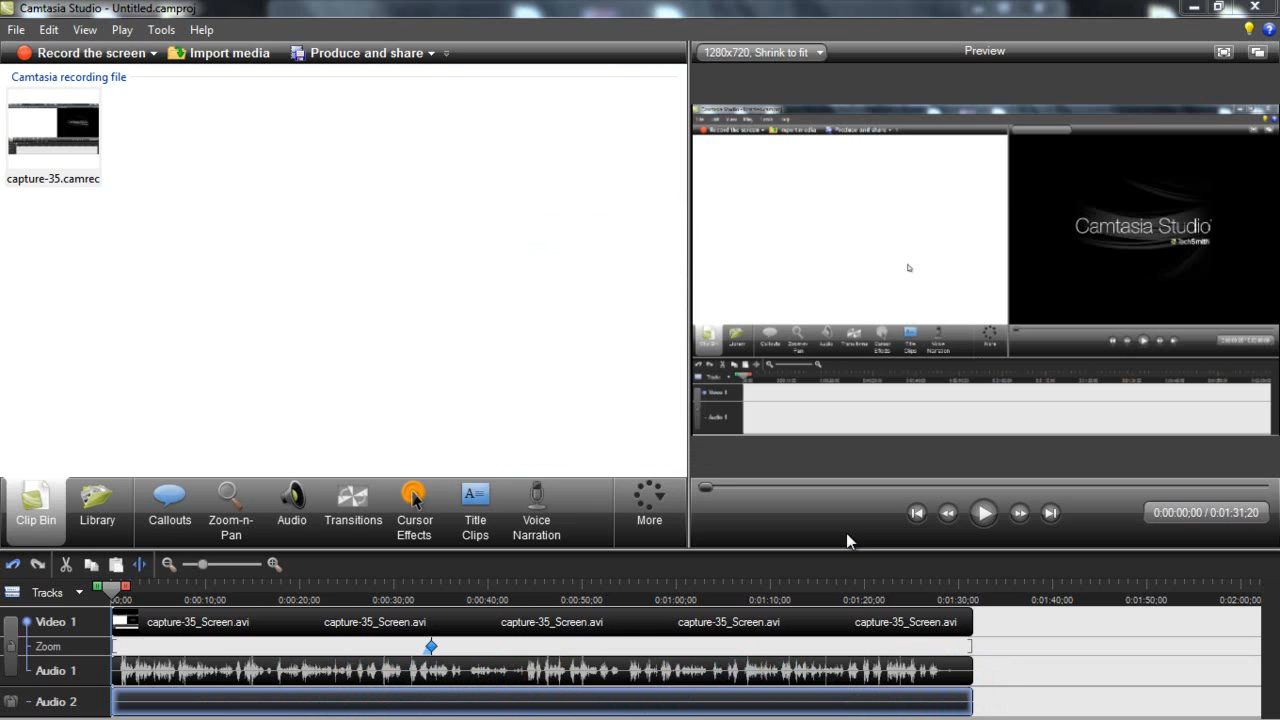 Camtasia Studio - Untitled.camproj
File Edit View Play Tools Help
Record the screen Import media Produce and share
1280x720, Shrink to fit Preview
Camtasia recording file
capture-35.camrec
Camtasia Studio
TechSmith
Clip Bin Library Callouts Zoom-n-Pan Audio Transitions Cursor Effects Title Clips Voice Narration More
0:00:00;00 / 0:01:31;20
Tracks
00;00 0:00:10;00 0:00:20;00 0:00:30;00 0:00:40;00 0:00:50;00 0:01:00;00 0:01:10;00 0:01:20;00 0:01:30;00 0:01:40;00 0:01:50;00 0:02:00;00
Video 1 capture-35_Screen.avi capture-35_Screen.avi capture-35_Screen.avi capture-35_Screen.avi capture-35_Screen.avi
Zoom
Audio 1
Audio 2